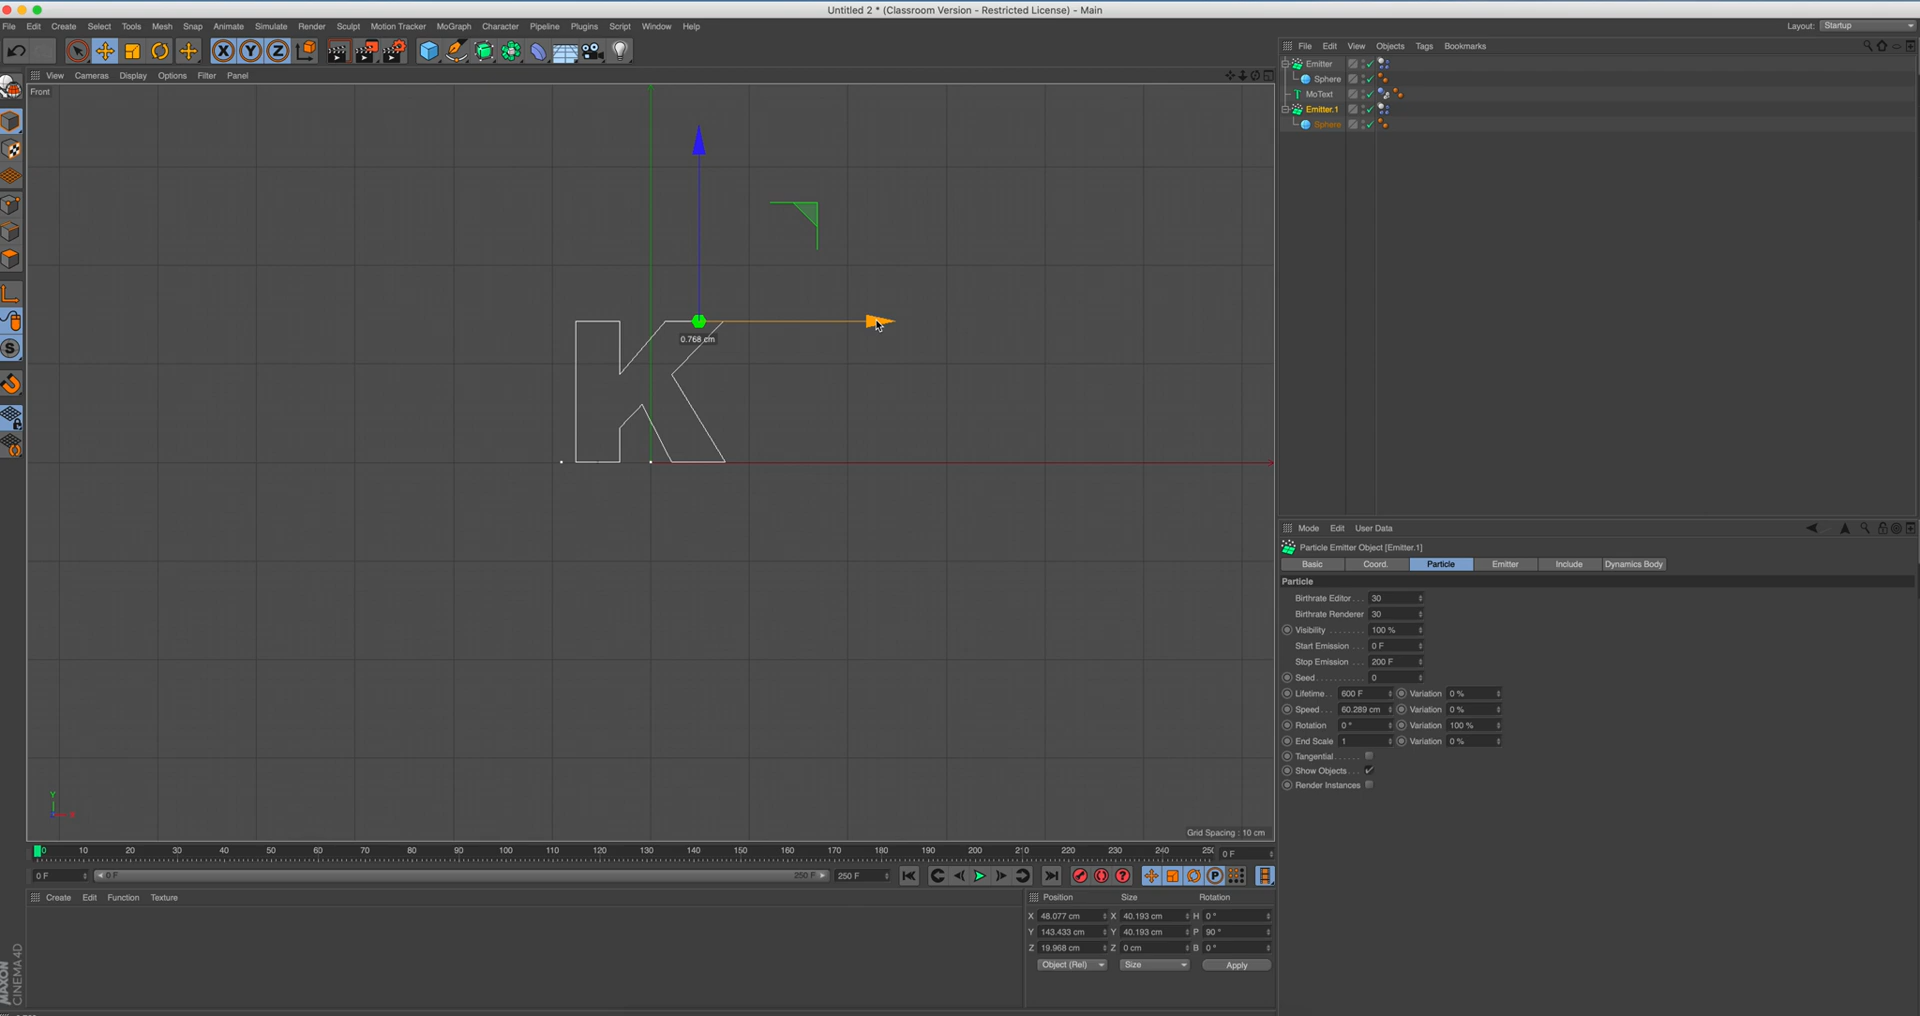 Untitled 2 * (Classroom Version - Restricted License) - Main
File Edit Create Select Tools Mesh Snap Animate Simulate Render Sculpt Motion Tracker MoGraph Character Pipeline Plugins Script Window Help
Layout: Startup
X Y Z
File Edit View Objects Tags Bookmarks
View Cameras Display Options Filter Panel
Front
Emitter
Sphere
MoText
Emitter.1
Sphere
K
0.768 cm
Y
Grid Spacing : 10 cm
Mode Edit User Data
Particle Emitter Object [Emitter.1]
Basic Coord. Particle Emitter Include Dynamics Body
Particle
Birthrate Editor . . . 30
Birthrate Renderer 30
Visibility . . . . . . . . 100 %
Start Emission . . . 0 F
Stop Emission . . . 200 F
Seed . . . . . . . . . . . 0
Lifetime . . 600 F Variation 0 %
Speed . . . 60.289 cm Variation 0 %
Rotation 0 ° Variation 100 %
End Scale 1 Variation 0 %
Tangential . . . . . .
Show Objects . . .
Render Instances
0 10 20 30 40 50 60 70 80 90 100 110 120 130 140 150 160 170 180 190 200 210 220 230 240 250 0 F
0 F 0 F 250 F 250 F
Create Edit Function Texture
Position Size Rotation
X 48.077 cm X 40.193 cm H 0 °
Y 143.433 cm Y 40.193 cm P 90 °
Z 19.968 cm Z 0 cm B 0 °
Object (Rel) Size Apply
MAXON
CINEMA4D